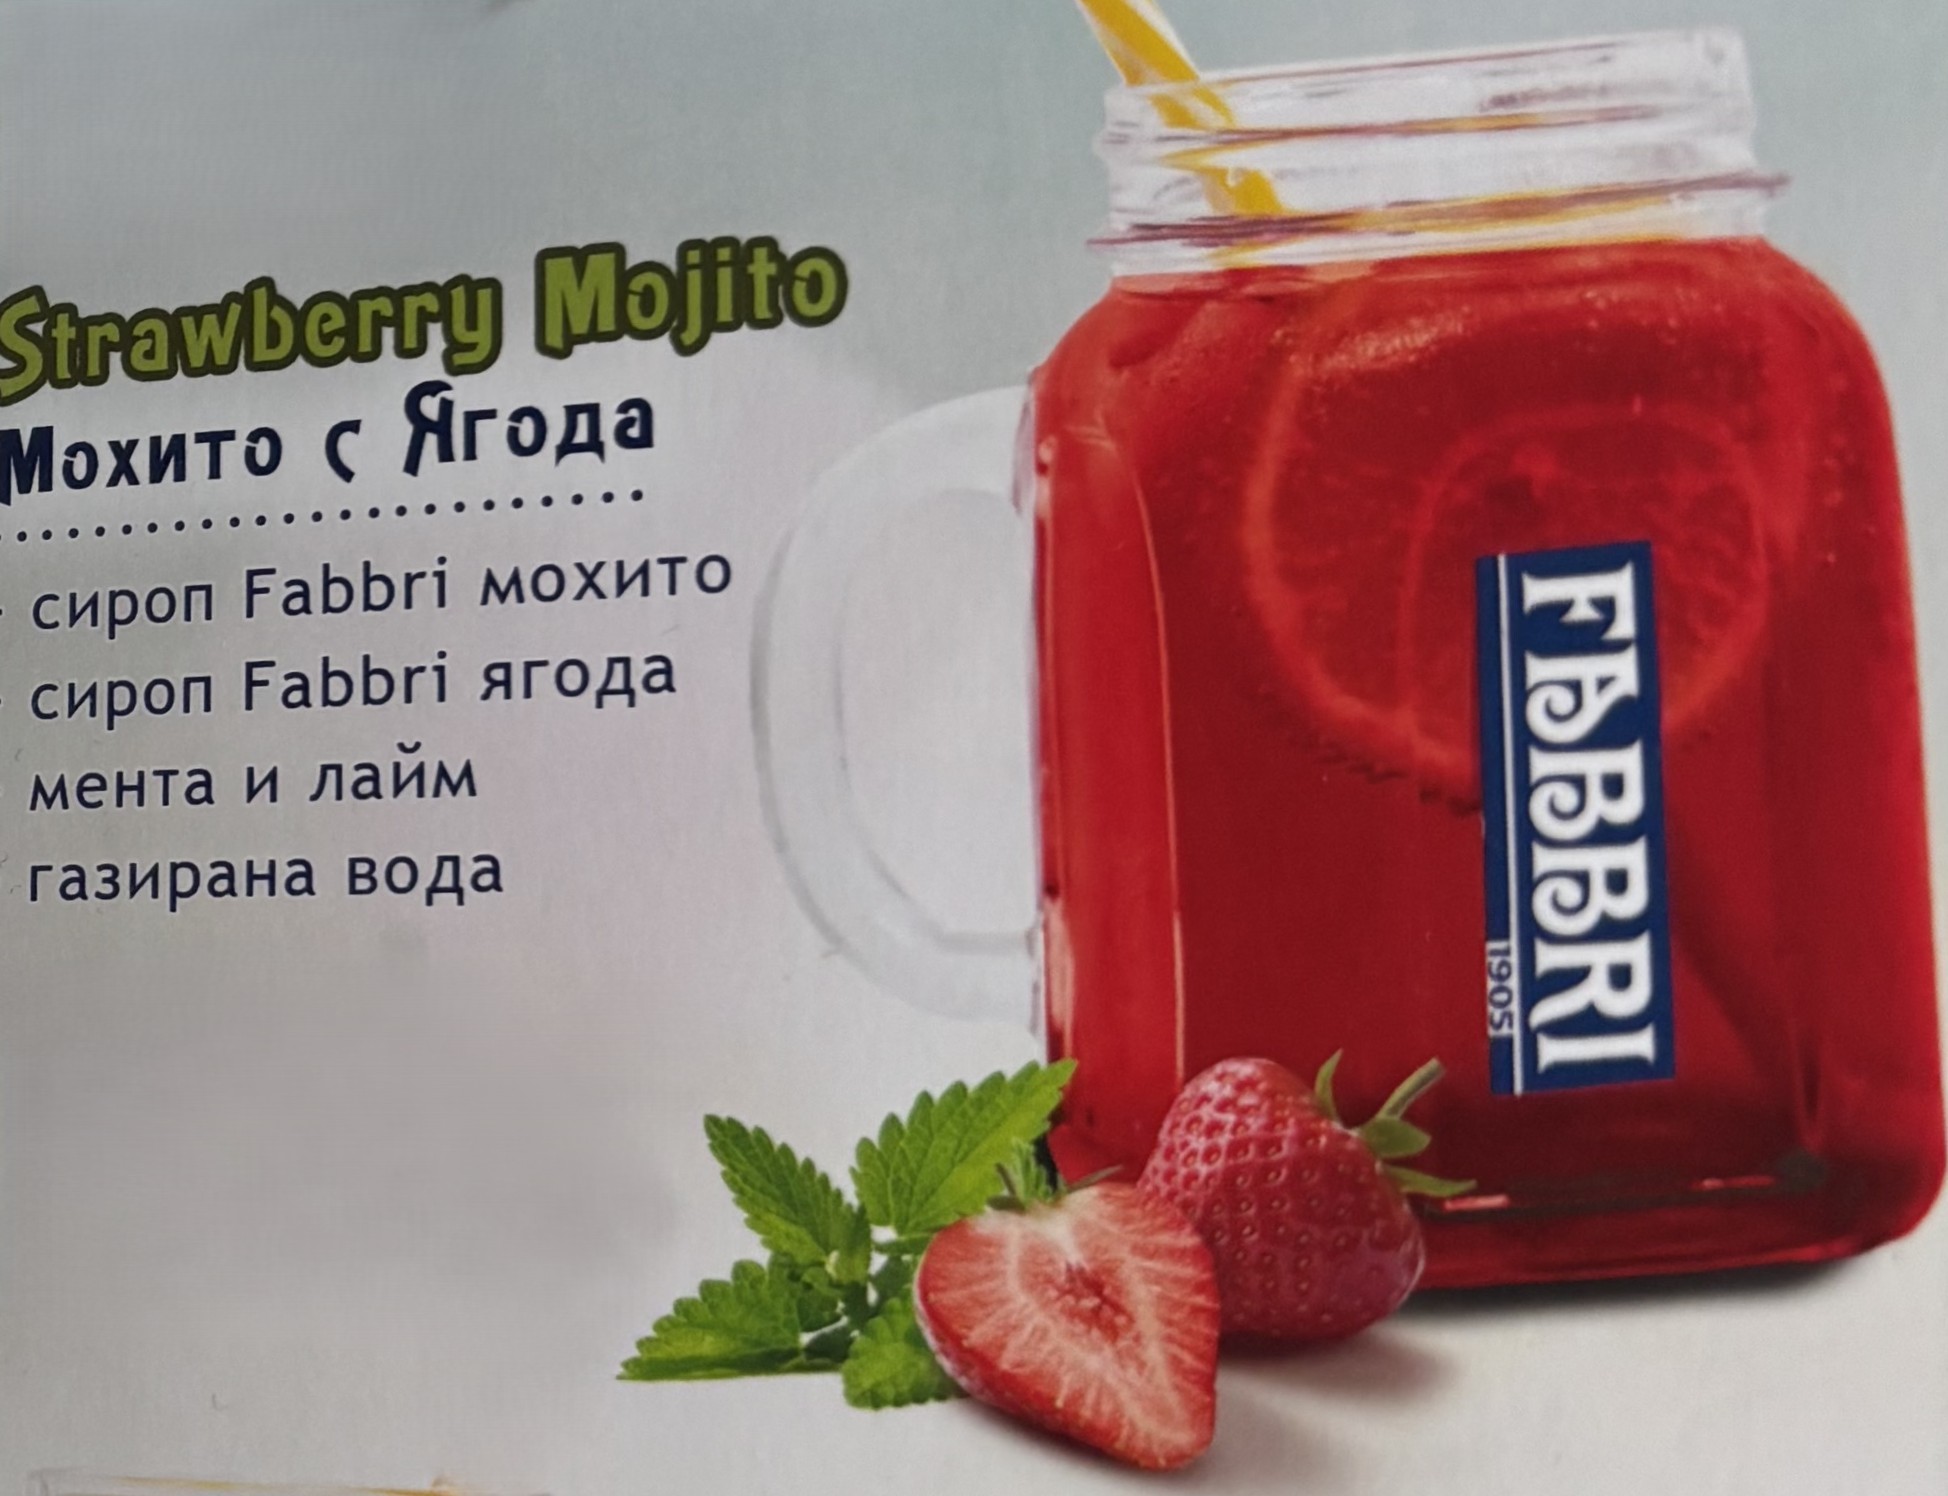 Strawberry Mojito
Мохито с Ягода
сироп Fabbri мохито
сироп Fabbri ягода
мента и лайм
газирана вода
FABBRI
1905